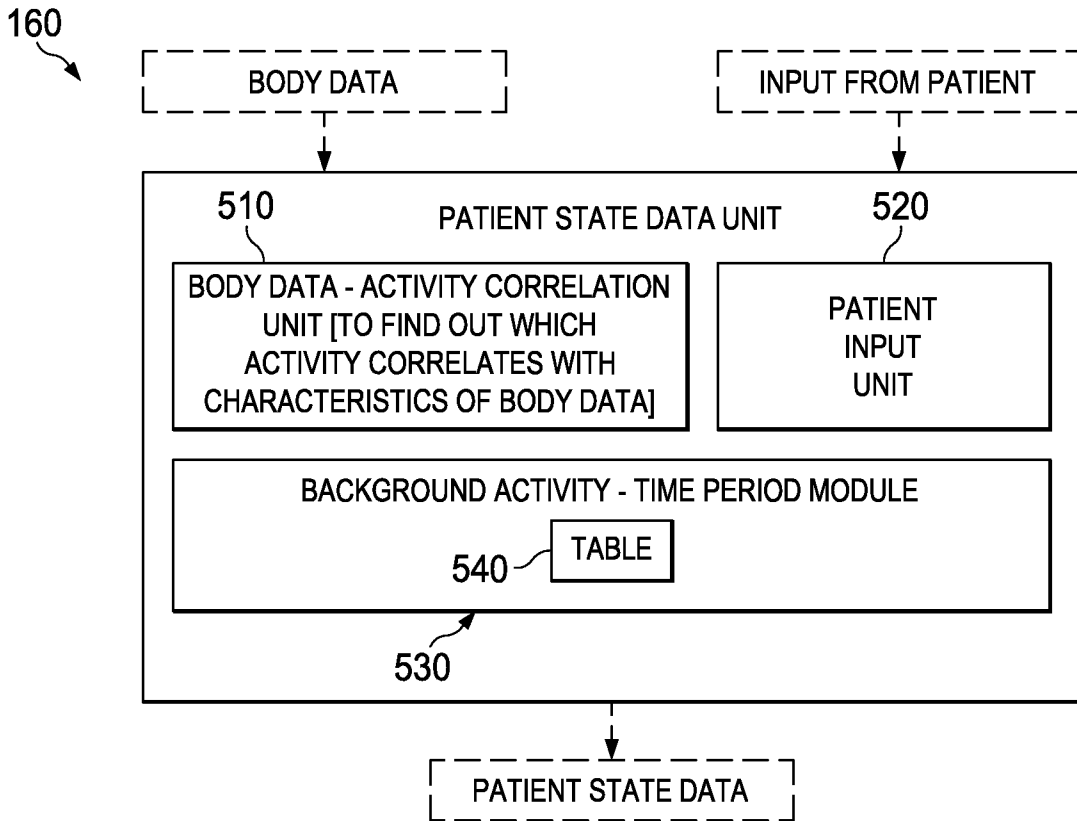 160
BODY DATA
INPUT FROM PATIENT
PATIENT STATE DATA UNIT
510
520
BODY DATA - ACTIVITY CORRELATION
UNIT [TO FIND OUT WHICH
ACTIVITY CORRELATES WITH
CHARACTERISTICS OF BODY DATA]
PATIENT
INPUT
UNIT
BACKGROUND ACTIVITY - TIME PERIOD MODULE
TABLE
540
530
PATIENT STATE DATA